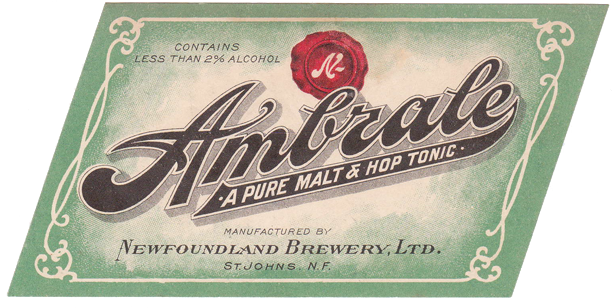 CONTAINS
LESS THAN 2% ALCOHOL
N
Ambrale
·A PURE MALT & HOP TONIC·
MANUFACTURED BY
NEWFOUNDLAND BREWERY, LTD.
ST. JOHNS, N.F.